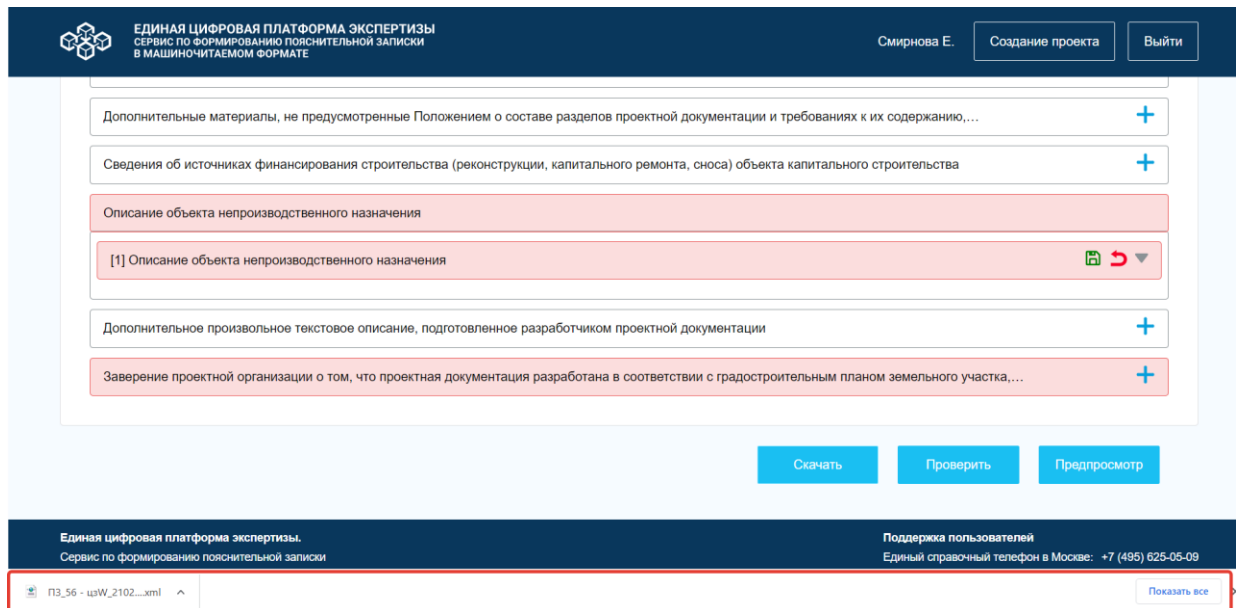 ЕДИНАЯ ЦИФРОВАЯ ПЛАТФОРМА ЭКСПЕРТИЗЫ
СЕРВИС ПО ФОРМИРОВАНИЮ ПОЯСНИТЕЛЬНОЙ ЗАПИСКИ
В МАШИНОЧИТАЕМОМ ФОРМАТЕ
Смирнова Е.
Создание проекта
Выйти
Дополнительные материалы, не предусмотренные Положением о составе разделов проектной документации и требованиях к их содержанию,...
Сведения об источниках финансирования строительства (реконструкции, капитального ремонта, сноса) объекта капитального строительства
Описание объекта непроизводственного назначения
[1] Описание объекта непроизводственного назначения
Дополнительное произвольное текстовое описание, подготовленное разработчиком проектной документации
Заверение проектной организации о том, что проектная документация разработана в соответствии с градостроительным планом земельного участка,...
Скачать
Проверить
Предпросмотр
Единая цифровая платформа экспертизы.
Сервис по формированию пояснительной записки
Поддержка пользователей
Единый справочный телефон в Москве: +7 (495) 625-05-09
ПЗ_56 - цзW_2102....xml
Показать все